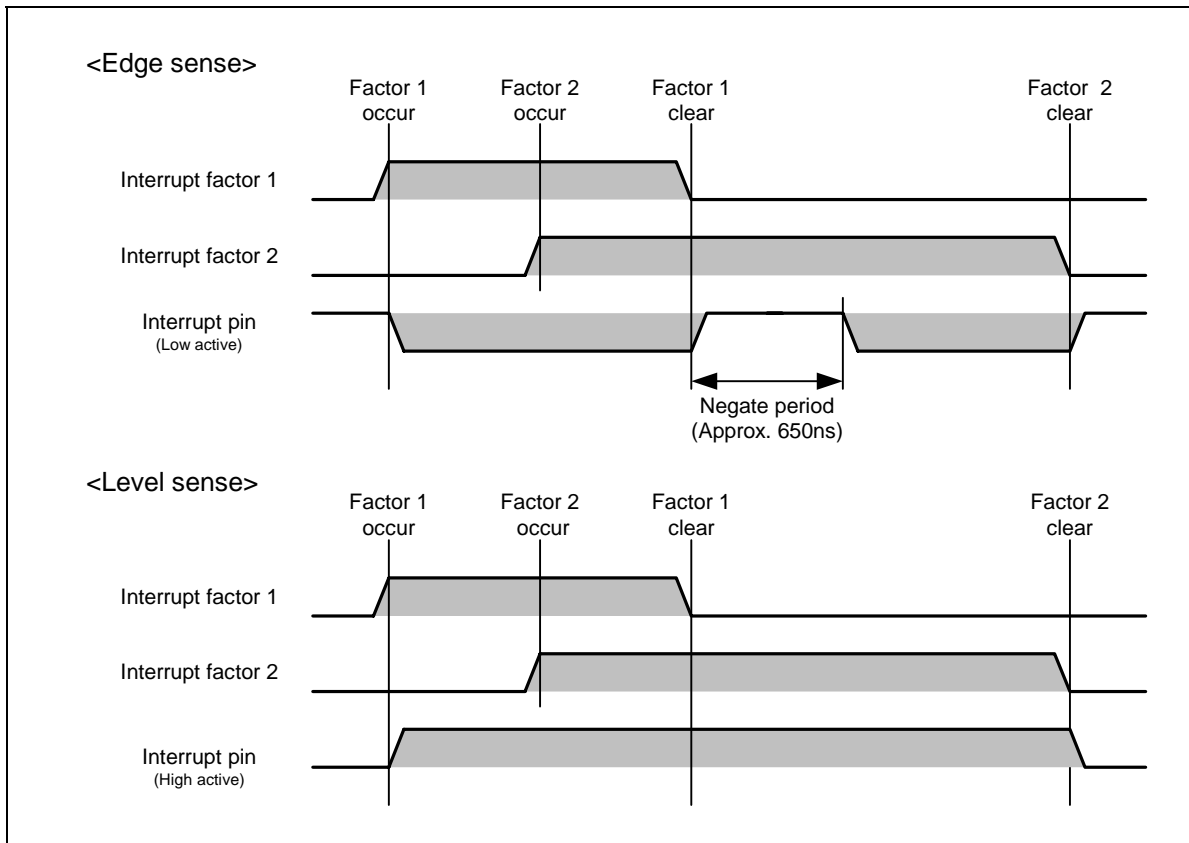 <Edge sense>
Factor 1 occur
Factor 2 occur
Factor 1 clear
Factor 2 clear
Interrupt factor 1
Interrupt factor 2
Interrupt pin
(Low active)
Negate period
(Approx. 650ns)
<Level sense>
Factor 1 occur
Factor 2 occur
Factor 1 clear
Factor 2 clear
Interrupt factor 1
Interrupt factor 2
Interrupt pin
(High active)